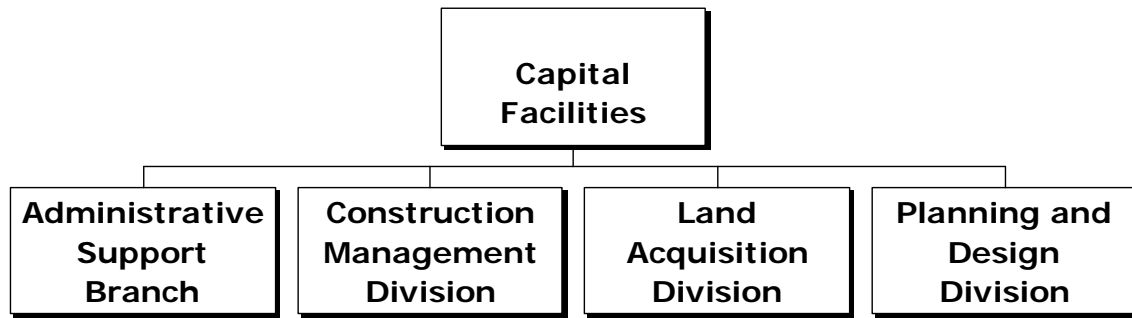 Capital
Facilities
Administrative
Support
Branch
Construction
Management
Division
Land
Acquisition
Division
Planning and
Design
Division